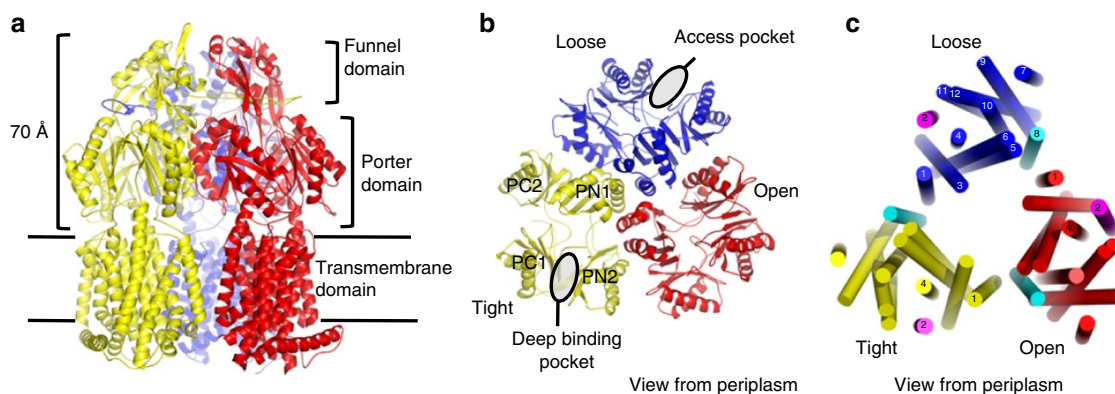 a
70 Å
Funnel
domain
Porter
domain
Transmembrane
domain
b
Loose
Access pocket
PC2
PN1
Open
PC1
PN2
Tight
Deep binding
pocket
View from periplasm
c
Loose
9
7
11
12
10
2
4
6
8
5
1
3
1
2
4
4
1
2
Tight
Open
View from periplasm